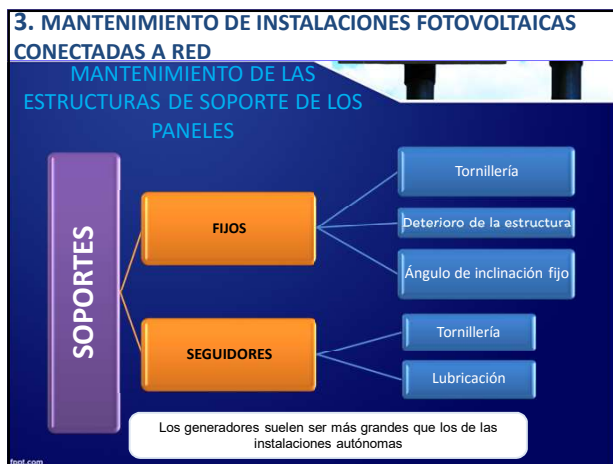 3. MANTENIMIENTO DE INSTALACIONES FOTOVOLTAICAS
CONECTADAS A RED
MANTENIMIENTO DE LAS
ESTRUCTURAS DE SOPORTE DE LOS
PANELES
SOPORTES
FIJOS
Tornillería
Deterioro de la estructura
Ángulo de inclinación fijo
SEGUIDORES
Tornillería
Lubricación
Los generadores suelen ser más grandes que los de las
instalaciones autónomas
fppt.com